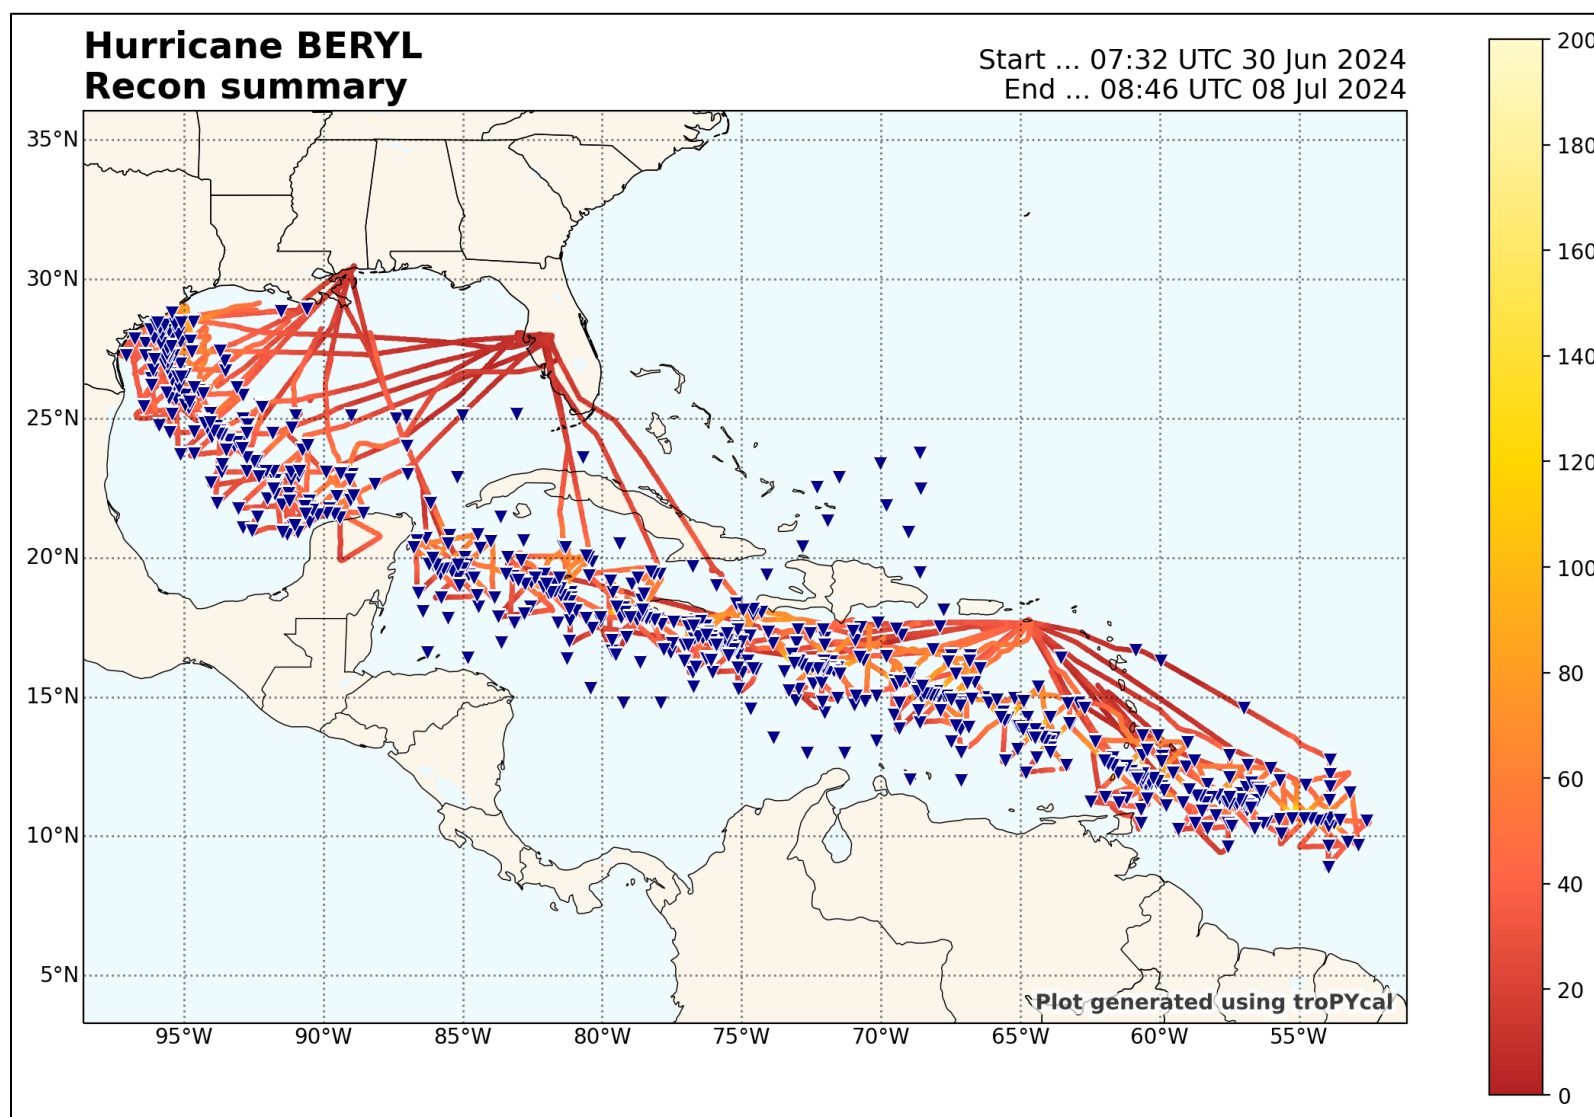 Hurricane BERYL
Recon summary
Start ... 07:32 UTC 30 Jun 2024
End ... 08:46 UTC 08 Jul 2024
35°N
30°N
25°N
20°N
15°N
10°N
5°N
95°W
90°W
85°W
80°W
75°W
70°W
65°W
60°W
55°W
Plot generated using troPYcal
200
180
160
140
120
100
80
60
40
20
0